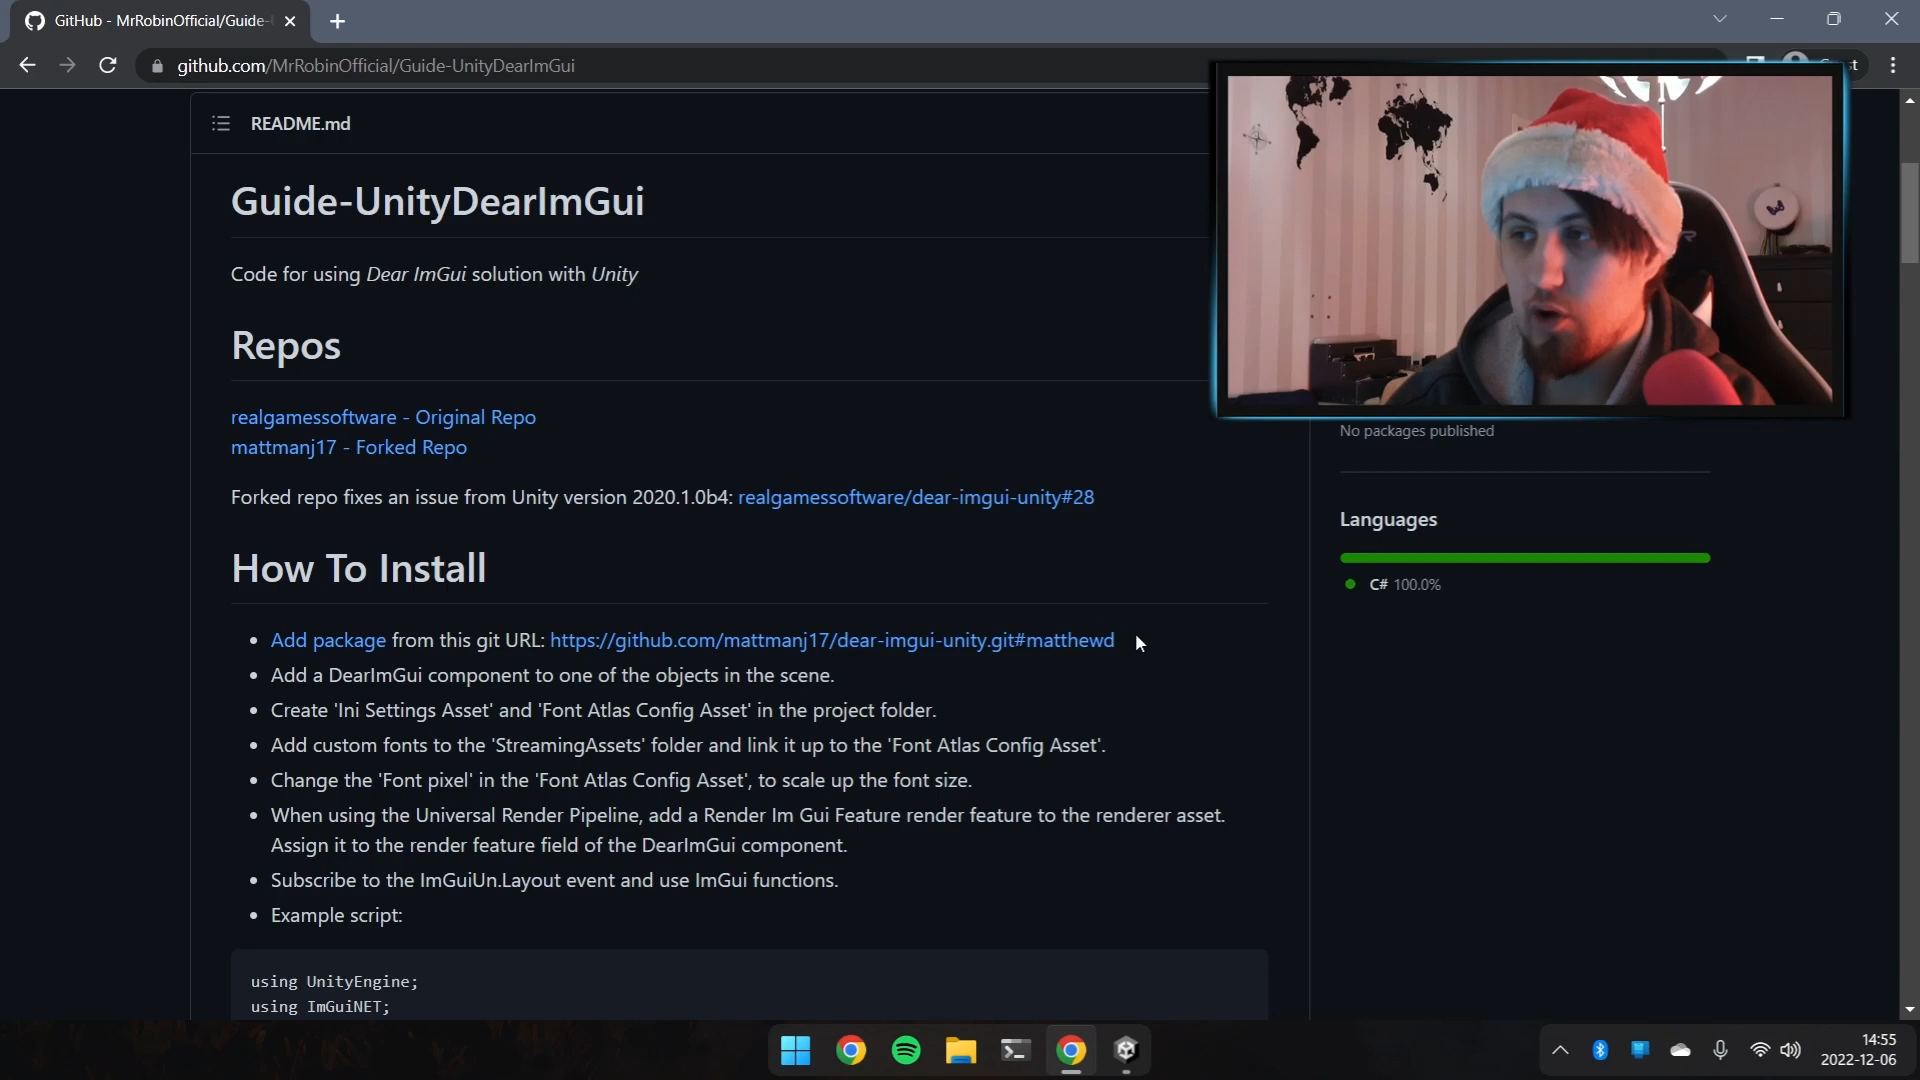 GitHub - MrRobinOfficial/Guide-
github.com/MrRobinOfficial/Guide-UnityDearImGui
README.md
Guide-UnityDearImGui
Code for using Dear ImGui solution with Unity
Repos
realgamessoftware - Original Repo
mattmanj17 - Forked Repo
Forked repo fixes an issue from Unity version 2020.1.0b4: realgamessoftware/dear-imgui-unity#28
How To Install
Add package from this git URL: https://github.com/mattmanj17/dear-imgui-unity.git#matthewd
Add a DearImGui component to one of the objects in the scene.
Create 'Ini Settings Asset' and 'Font Atlas Config Asset' in the project folder.
Add custom fonts to the 'StreamingAssets' folder and link it up to the 'Font Atlas Config Asset'.
Change the 'Font pixel' in the 'Font Atlas Config Asset', to scale up the font size.
When using the Universal Render Pipeline, add a Render Im Gui Feature render feature to the renderer asset.
Assign it to the render feature field of the DearImGui component.
Subscribe to the ImGuiUn.Layout event and use ImGui functions.
Example script:
using UnityEngine;
using ImGuiNET;
No packages published
Languages
C# 100.0%
14:55
2022-12-06